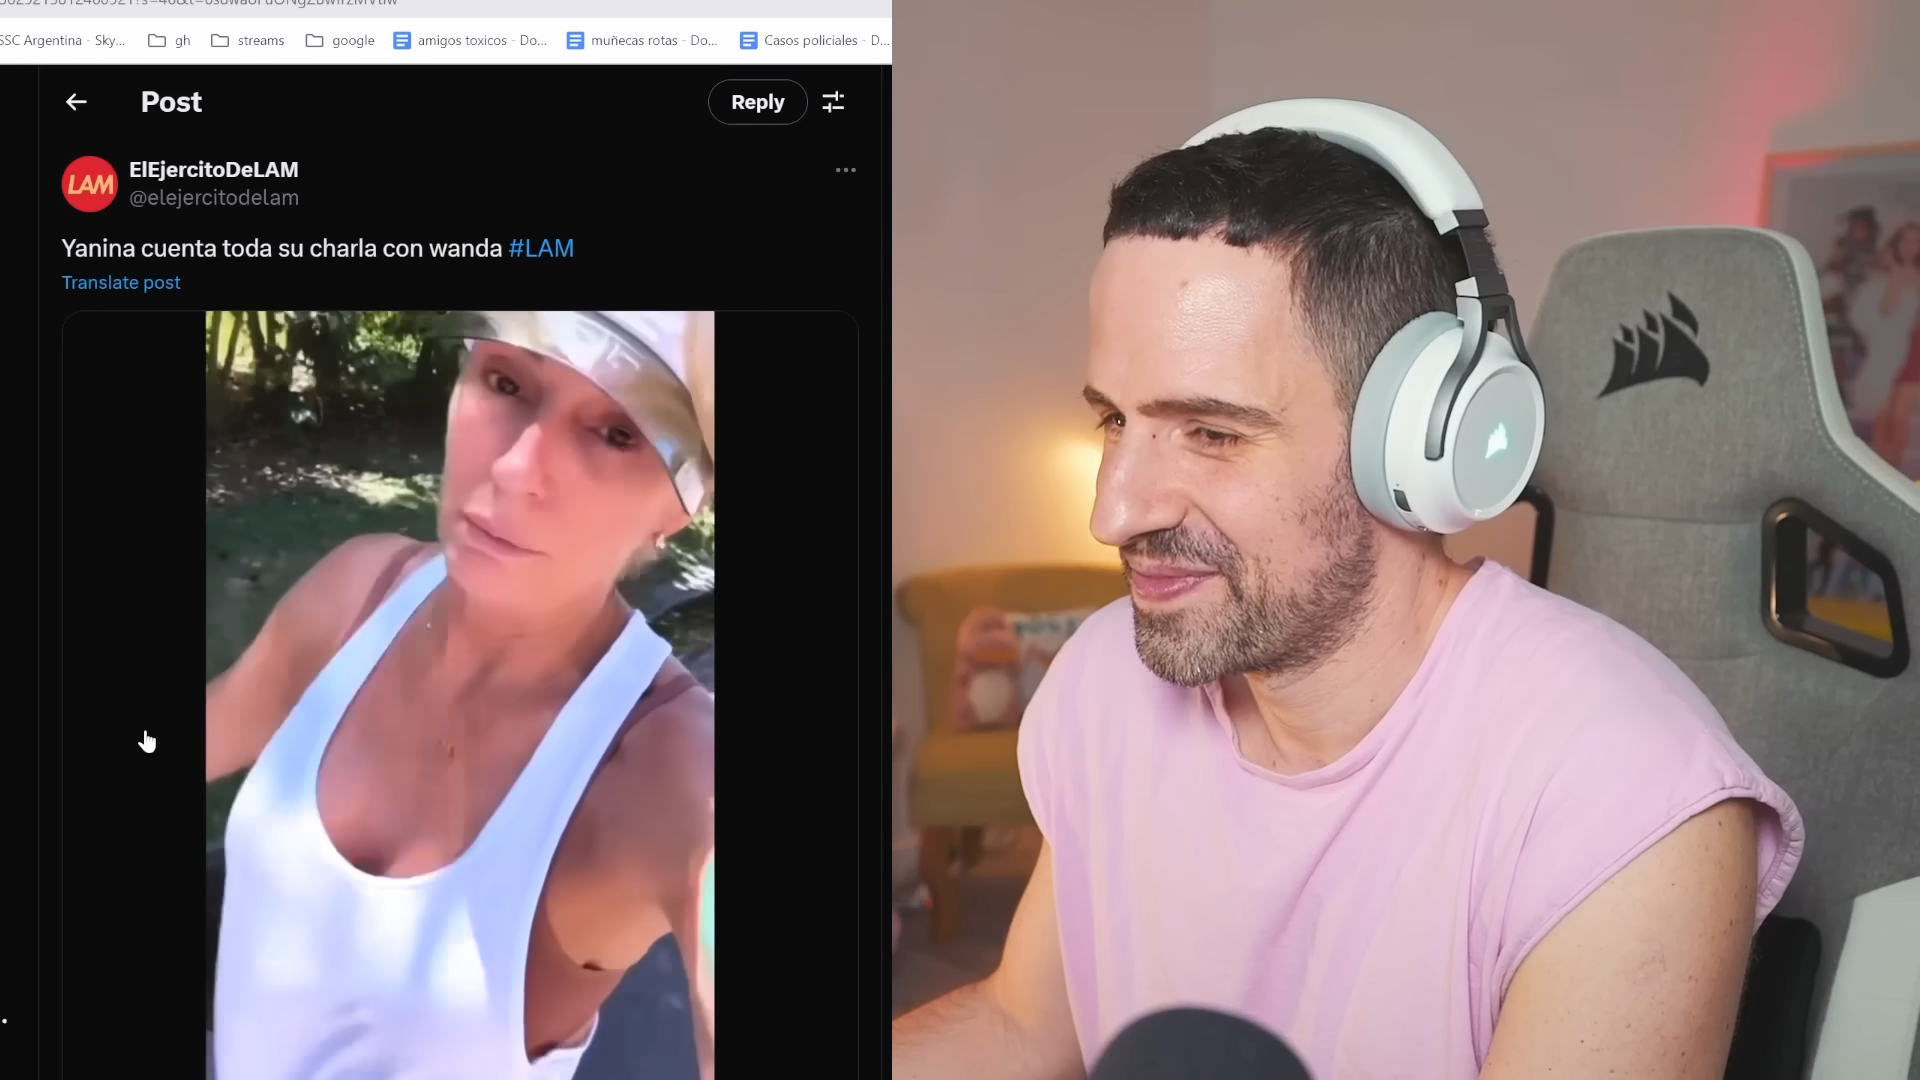 SSC Argentina - Sky...
gh
streams
google
amigos toxicos - Do...
muñecas rotas - Do...
Casos policiales - D...
Post
Reply
LAM
ElEjercitoDeLAM
@elejercitodelam
Yanina cuenta toda su charla con wanda #LAM
Translate post